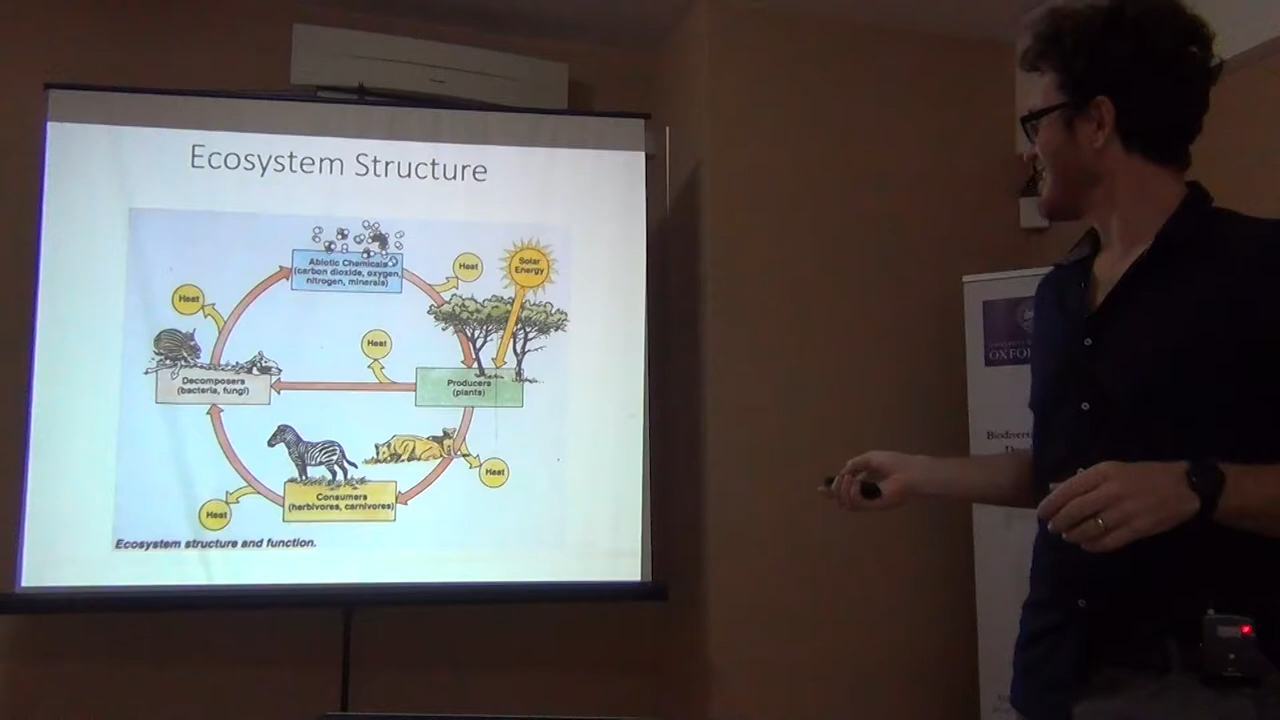 Ecosystem Structure
Abiotic Chemicals
(carbon dioxide, oxygen,
nitrogen, minerals)
Heat
Solar
Energy
Heat
Heat
Decomposers
(bacteria, fungi)
Producers
(plants)
Heat
Consumers
(herbivores, carnivores)
Heat
Ecosystem structure and function.